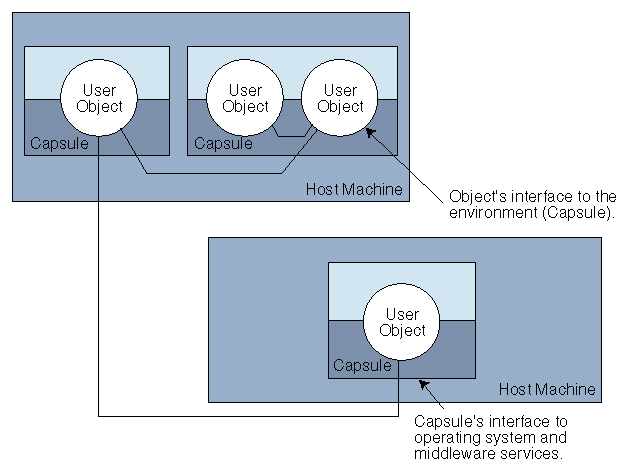 User
Object
User
Object
User
Object
Capsule
Capsule
Host Machine
Object's interface to the
environment (Capsule).
User
Object
Capsule
Host Machine
Capsule's interface to
operating system and
middleware services.